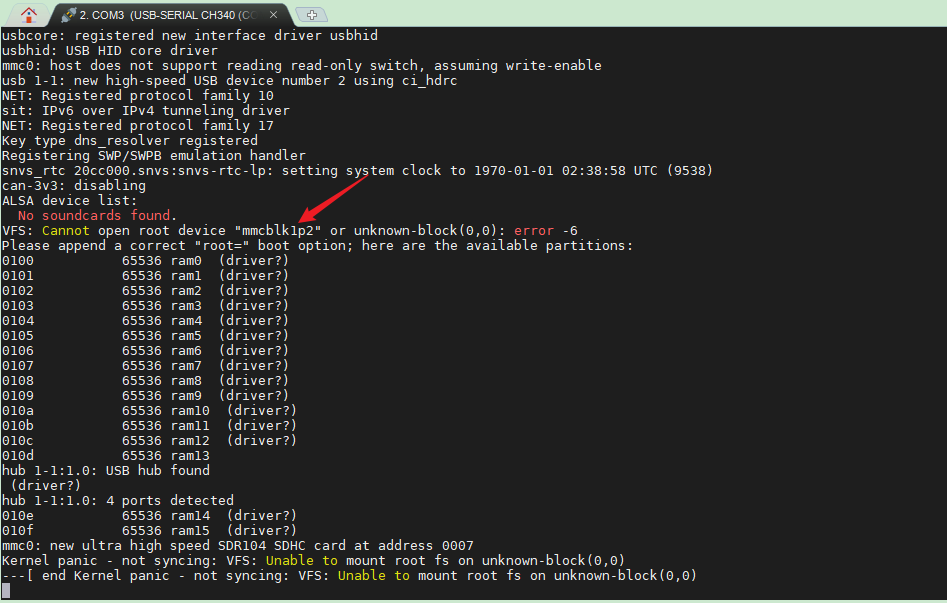 2. COM3 (USB-SERIAL CH340 (CO
usbcore: registered new interface driver usbhid
usbhid: USB HID core driver
mmc0: host does not support reading read-only switch, assuming write-enable
usb 1-1: new high-speed USB device number 2 using ci_hdrc
NET: Registered protocol family 10
sit: IPv6 over IPv4 tunneling driver
NET: Registered protocol family 17
Key type dns_resolver registered
Registering SWP/SWPB emulation handler
snvs_rtc 20cc000.snvs:snvs-rtc-lp: setting system clock to 1970-01-01 02:38:58 UTC (9538)
can-3v3: disabling
ALSA device list:
  No soundcards found.
VFS: Cannot open root device "mmcblk1p2" or unknown-block(0,0): error -6
Please append a correct "root=" boot option; here are the available partitions:
0100           65536 ram0  (driver?)
0101           65536 ram1  (driver?)
0102           65536 ram2  (driver?)
0103           65536 ram3  (driver?)
0104           65536 ram4  (driver?)
0105           65536 ram5  (driver?)
0106           65536 ram6  (driver?)
0107           65536 ram7  (driver?)
0108           65536 ram8  (driver?)
0109           65536 ram9  (driver?)
010a           65536 ram10  (driver?)
010b           65536 ram11  (driver?)
010c           65536 ram12  (driver?)
010d           65536 ram13
hub 1-1:1.0: USB hub found
 (driver?)
hub 1-1:1.0: 4 ports detected
010e           65536 ram14  (driver?)
010f           65536 ram15  (driver?)
mmc0: new ultra high speed SDR104 SDHC card at address 0007
Kernel panic - not syncing: VFS: Unable to mount root fs on unknown-block(0,0)
---[ end Kernel panic - not syncing: VFS: Unable to mount root fs on unknown-block(0,0)